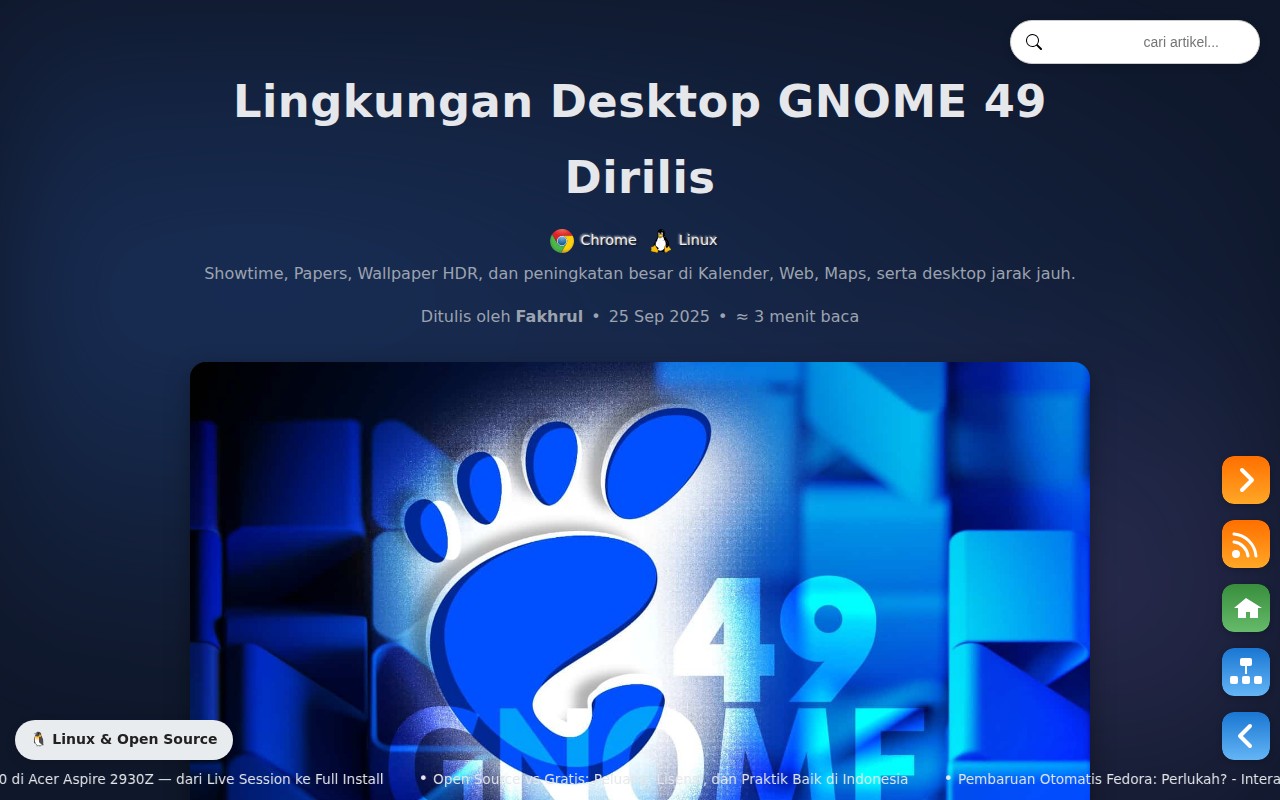 cari artikel...
Lingkungan Desktop GNOME 49
Dirilis
Chrome Linux
Showtime, Papers, Wallpaper HDR, dan peningkatan besar di Kalender, Web, Maps, serta desktop jarak jauh.
Ditulis oleh Fakhrul • 25 Sep 2025 • ≈ 3 menit baca
49
GNOME
Linux & Open Source
0 di Acer Aspire 2930Z — dari Live Session ke Full Install • Open Source vs Gratis: Peluang, Lisensi, dan Praktik Baik di Indonesia • Pembaruan Otomatis Fedora: Perlukah? - Intera